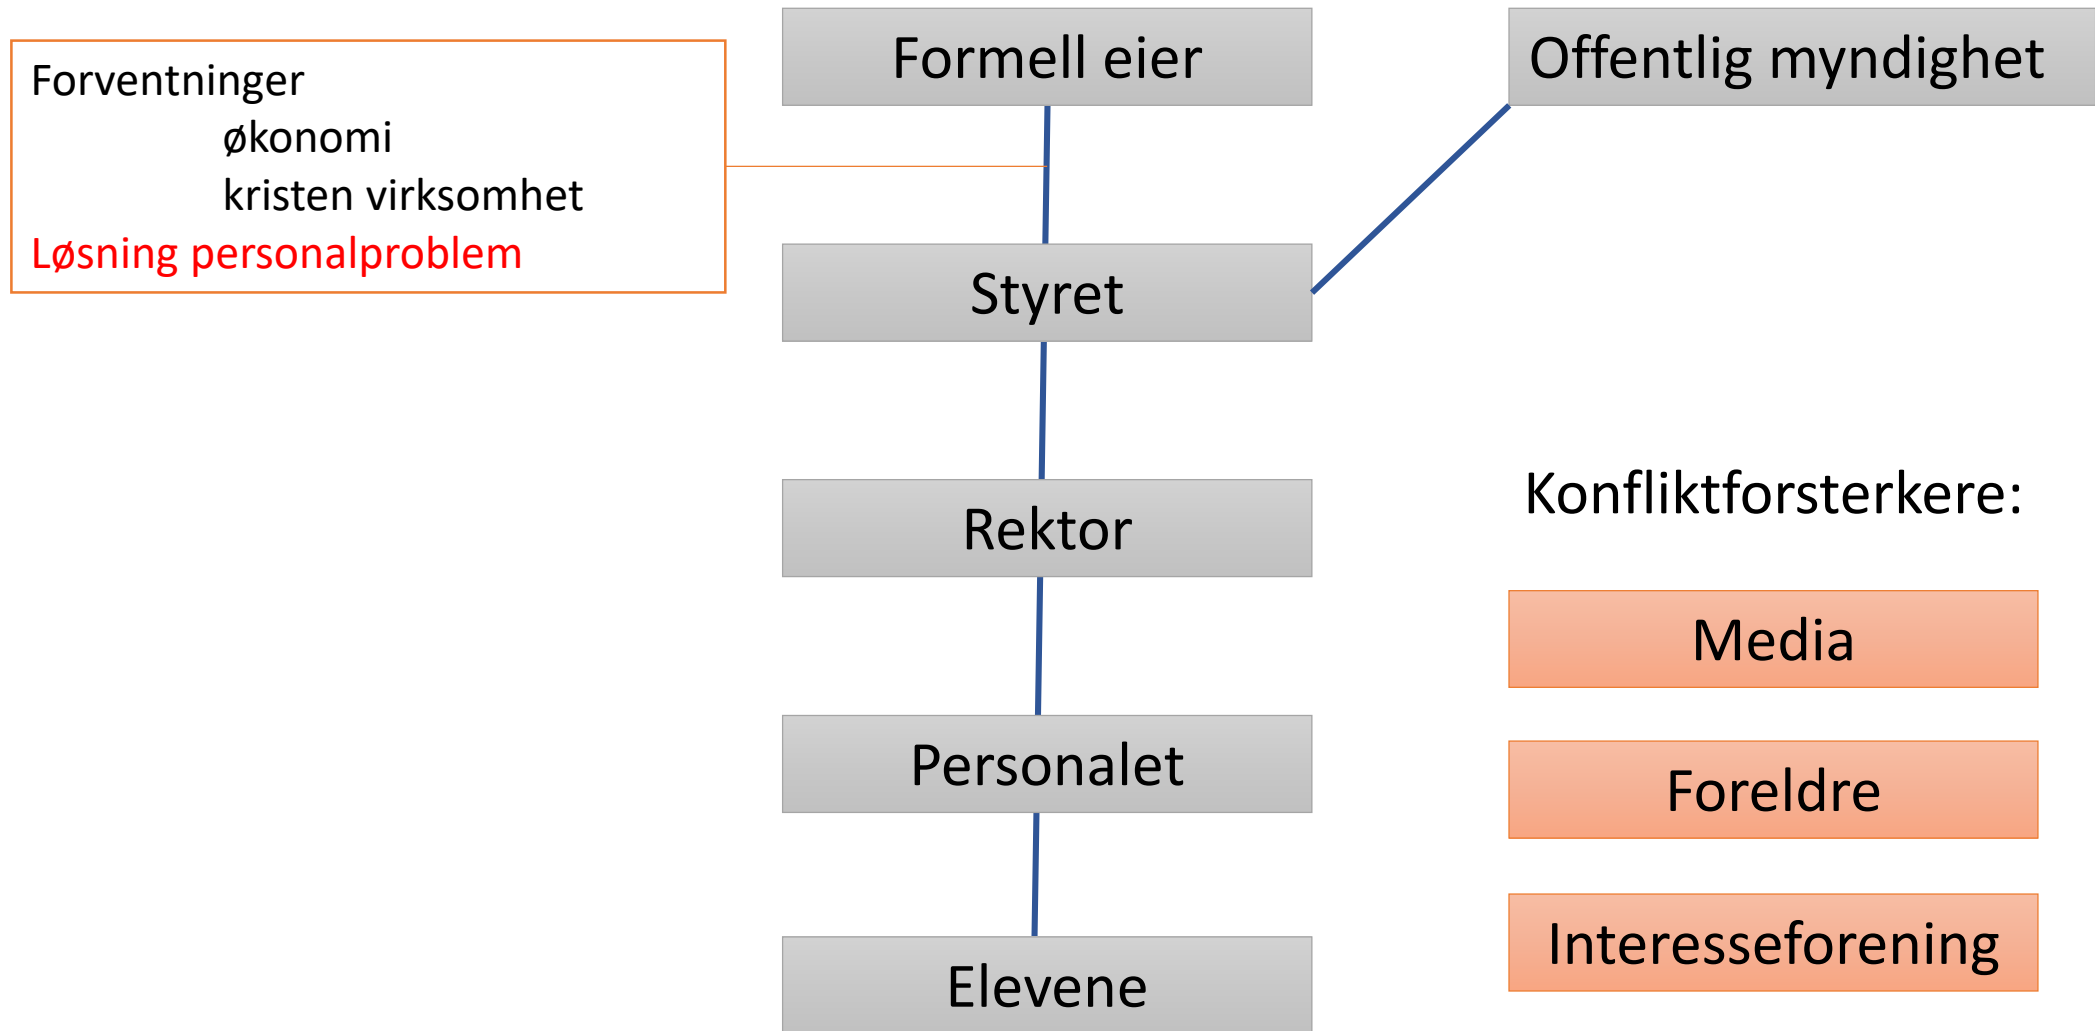 Formell eier
Offentlig myndighet
Forventninger
økonomi
kristen virksomhet
Løsning personalproblem
Styret
Rektor
Personalet
Elevene
Konfliktforsterkere:
Media
Foreldre
Interesseforening